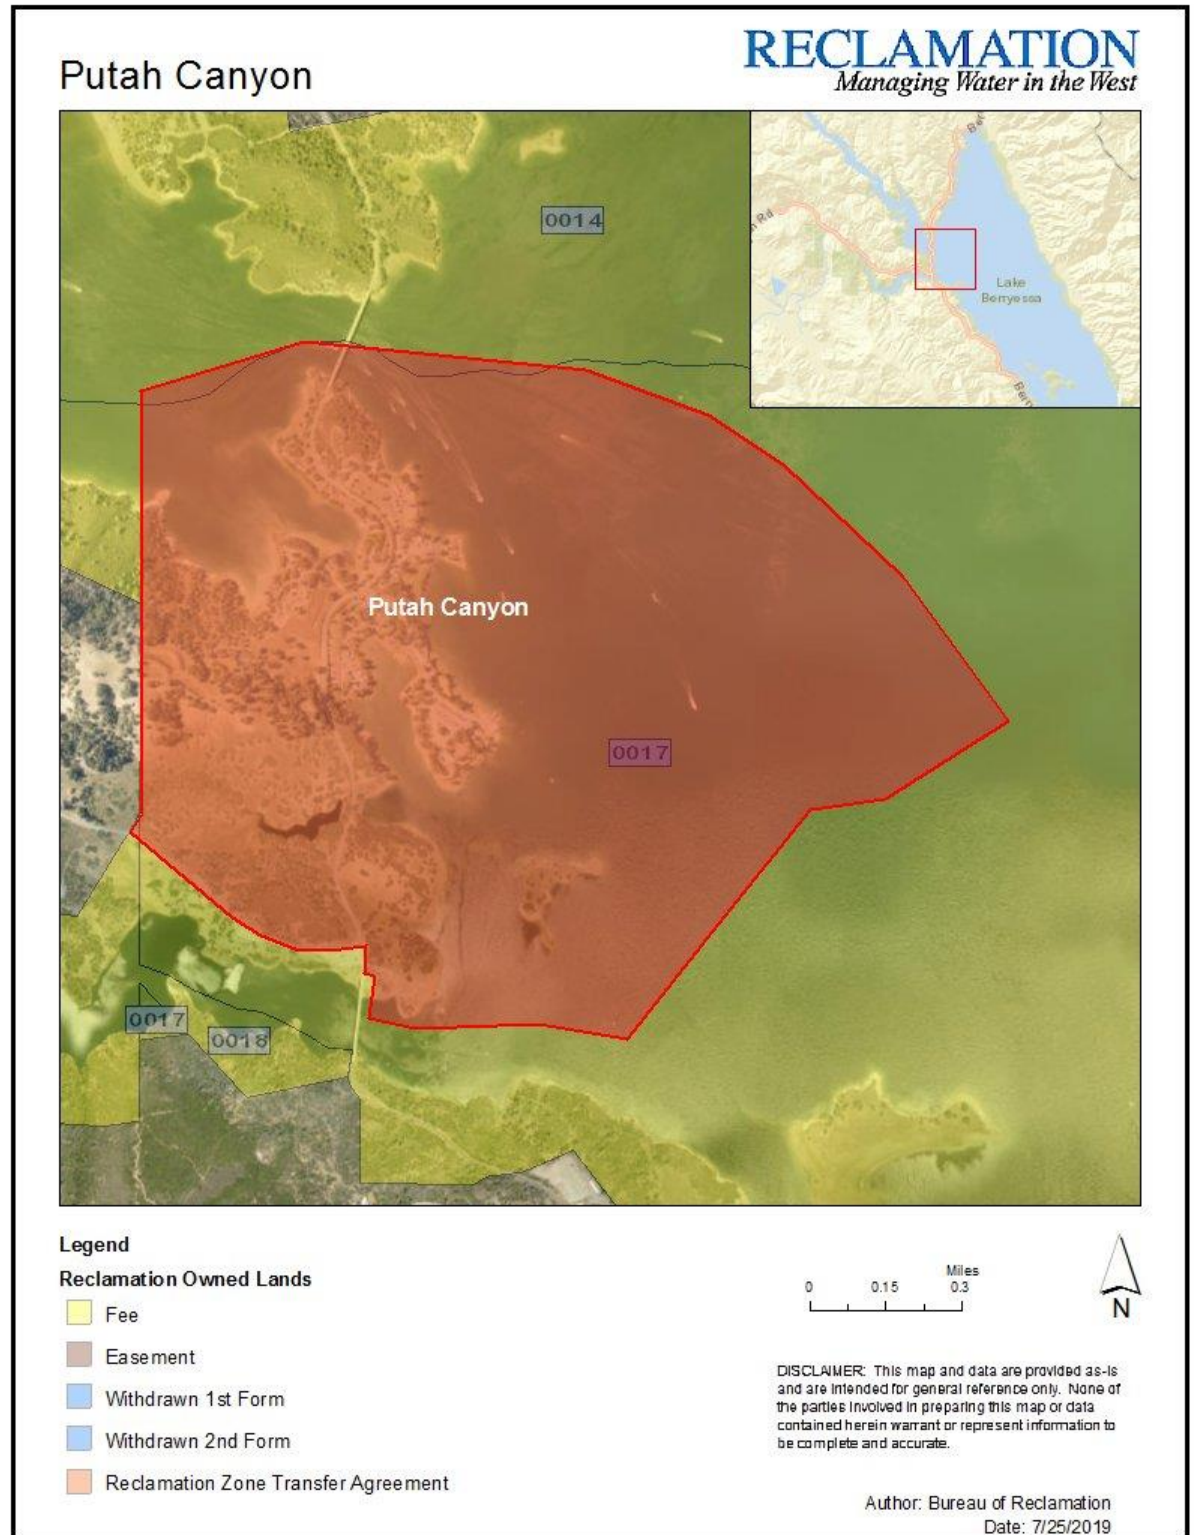 Putah Canyon
RECLAMATION
Managing Water in the West
0014
n Rd
Lake
Berryessa
Putah Canyon
0017
0017
0018
Legend
Reclamation Owned Lands
Fee
Easement
Withdrawn 1st Form
Withdrawn 2nd Form
Reclamation Zone Transfer Agreement
Miles
0 0.15 0.3
N
DISCLAIMER: This map and data are provided as-is
and are intended for general reference only. None of
the parties involved in preparing this map or data
contained herein warrant or represent information to
be complete and accurate.
Author: Bureau of Reclamation
Date: 7/25/2019